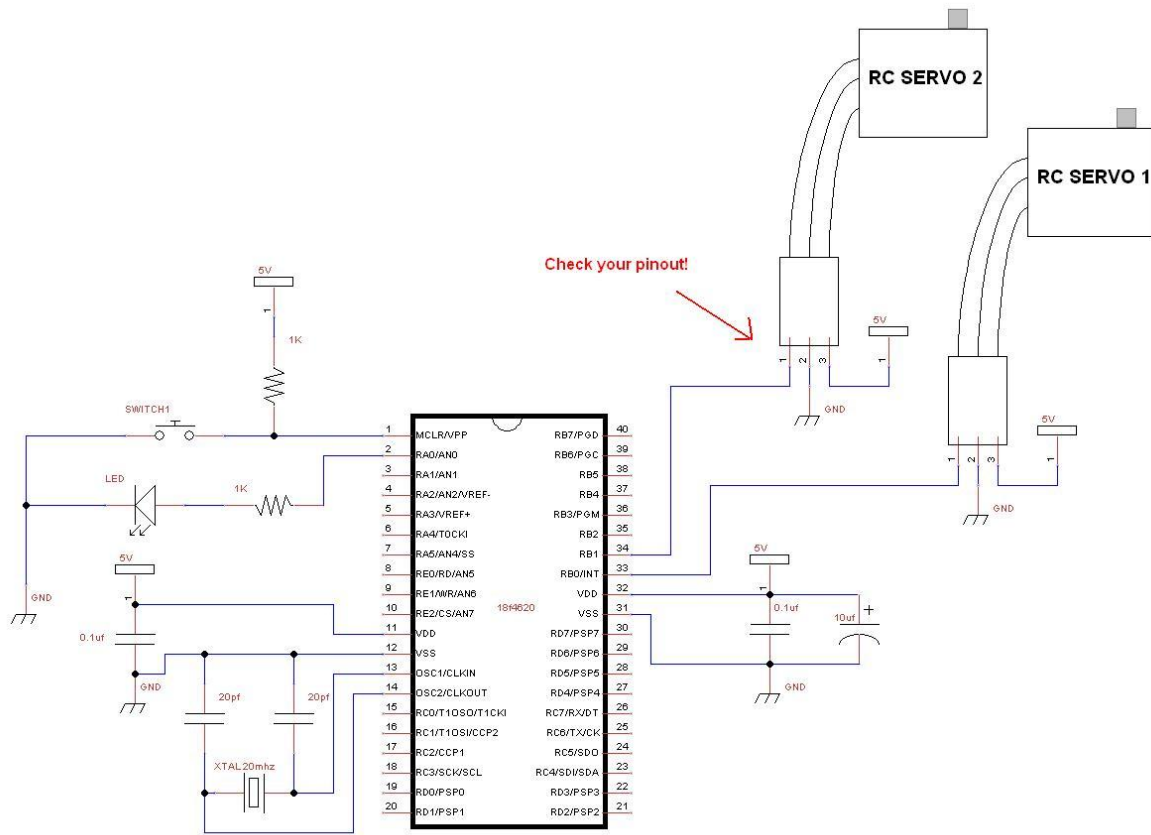 RC SERVO 2
RC SERVO 1
Check your pinout!
5V
1
1K
SWITCH1
LED
1K
GND
5V
1
0.1uf
GND
20pf
20pf
XTAL20mhz
1 MCLR/VPP
2 RA0/AN0
3 RA1/AN1
4 RA2/AN2/VREF-
5 RA3/VREF+
6 RA4/TOCKI
7 RA5/AN4/SS
8 RE0/RD/AN5
9 RE1/WR/AN6
10 RE2/CS/AN7
11 VDD
12 VSS
13 OSC1/CLKIN
14 OSC2/CLKOUT
15 RC0/T1OSO/T1CKI
16 RC1/T1OSI/CCP2
17 RC2/CCP1
18 RC3/SCK/SCL
19 RD0/PSP0
20 RD1/PSP1
18f4620
RB7/PGD 40
RB6/PGC 39
RB5 38
RB4 37
RB3/PGM 36
RB2 35
RB1 34
RB0/INT 33
VDD 32
VSS 31
RD7/PSP7 30
RD6/PSP6 29
RD5/PSP5 28
RD4/PSP4 27
RC7/RX/DT 26
RC6/TX/CK 25
RC5/SDO 24
RC4/SDI/SDA 23
RD3/PSP3 22
RD2/PSP2 21
1 2 3
5V
1
GND
1 2 3
5V
1
GND
5V
1
0.1uf
10uf
+
GND